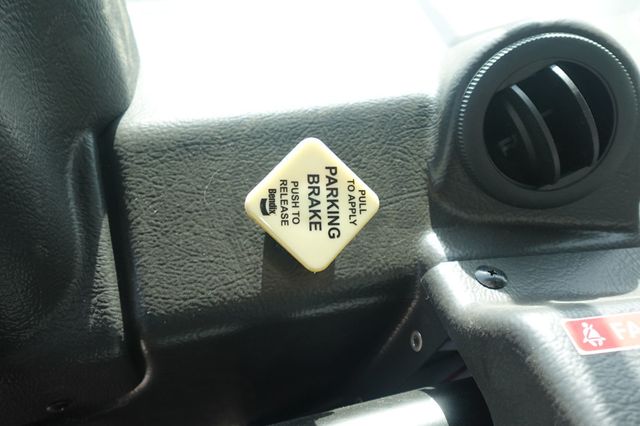 PULL
TO APPLY
PARKING
BRAKE
PUSH TO
RELEASE
Bendix